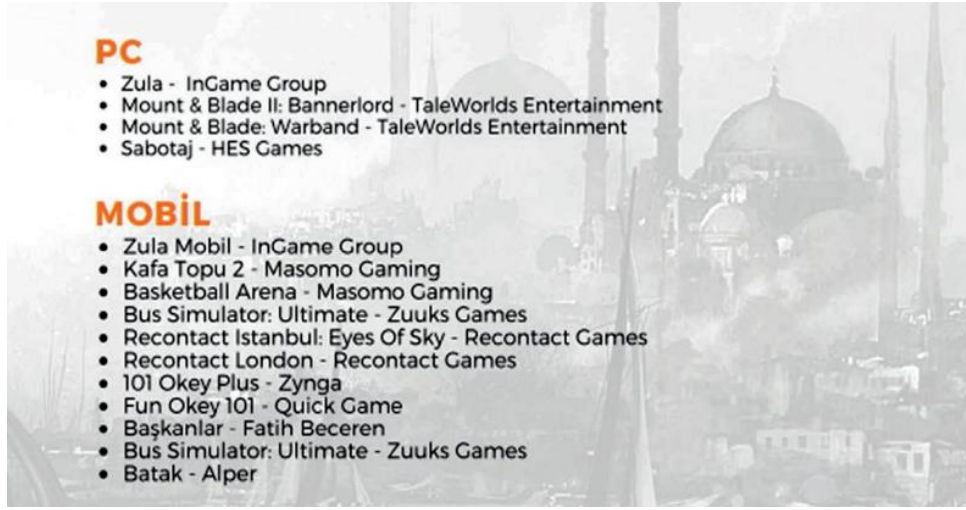 PC
• Zula - InGame Group
• Mount & Blade II: Bannerlord - TaleWorlds Entertainment
• Mount & Blade: Warband - TaleWorlds Entertainment
• Sabotaj - HES Games
MOBİL
• Zula Mobil - InGame Group
• Kafa Topu 2 - Masomo Gaming
• Basketball Arena - Masomo Gaming
• Bus Simulator: Ultimate - Zuuks Games
• Recontact Istanbul: Eyes Of Sky - Recontact Games
• Recontact London - Recontact Games
• 101 Okey Plus - Zynga
• Fun Okey 101 - Quick Game
• Başkanlar - Fatih Beceren
• Bus Simulator: Ultimate - Zuuks Games
• Batak - Alper